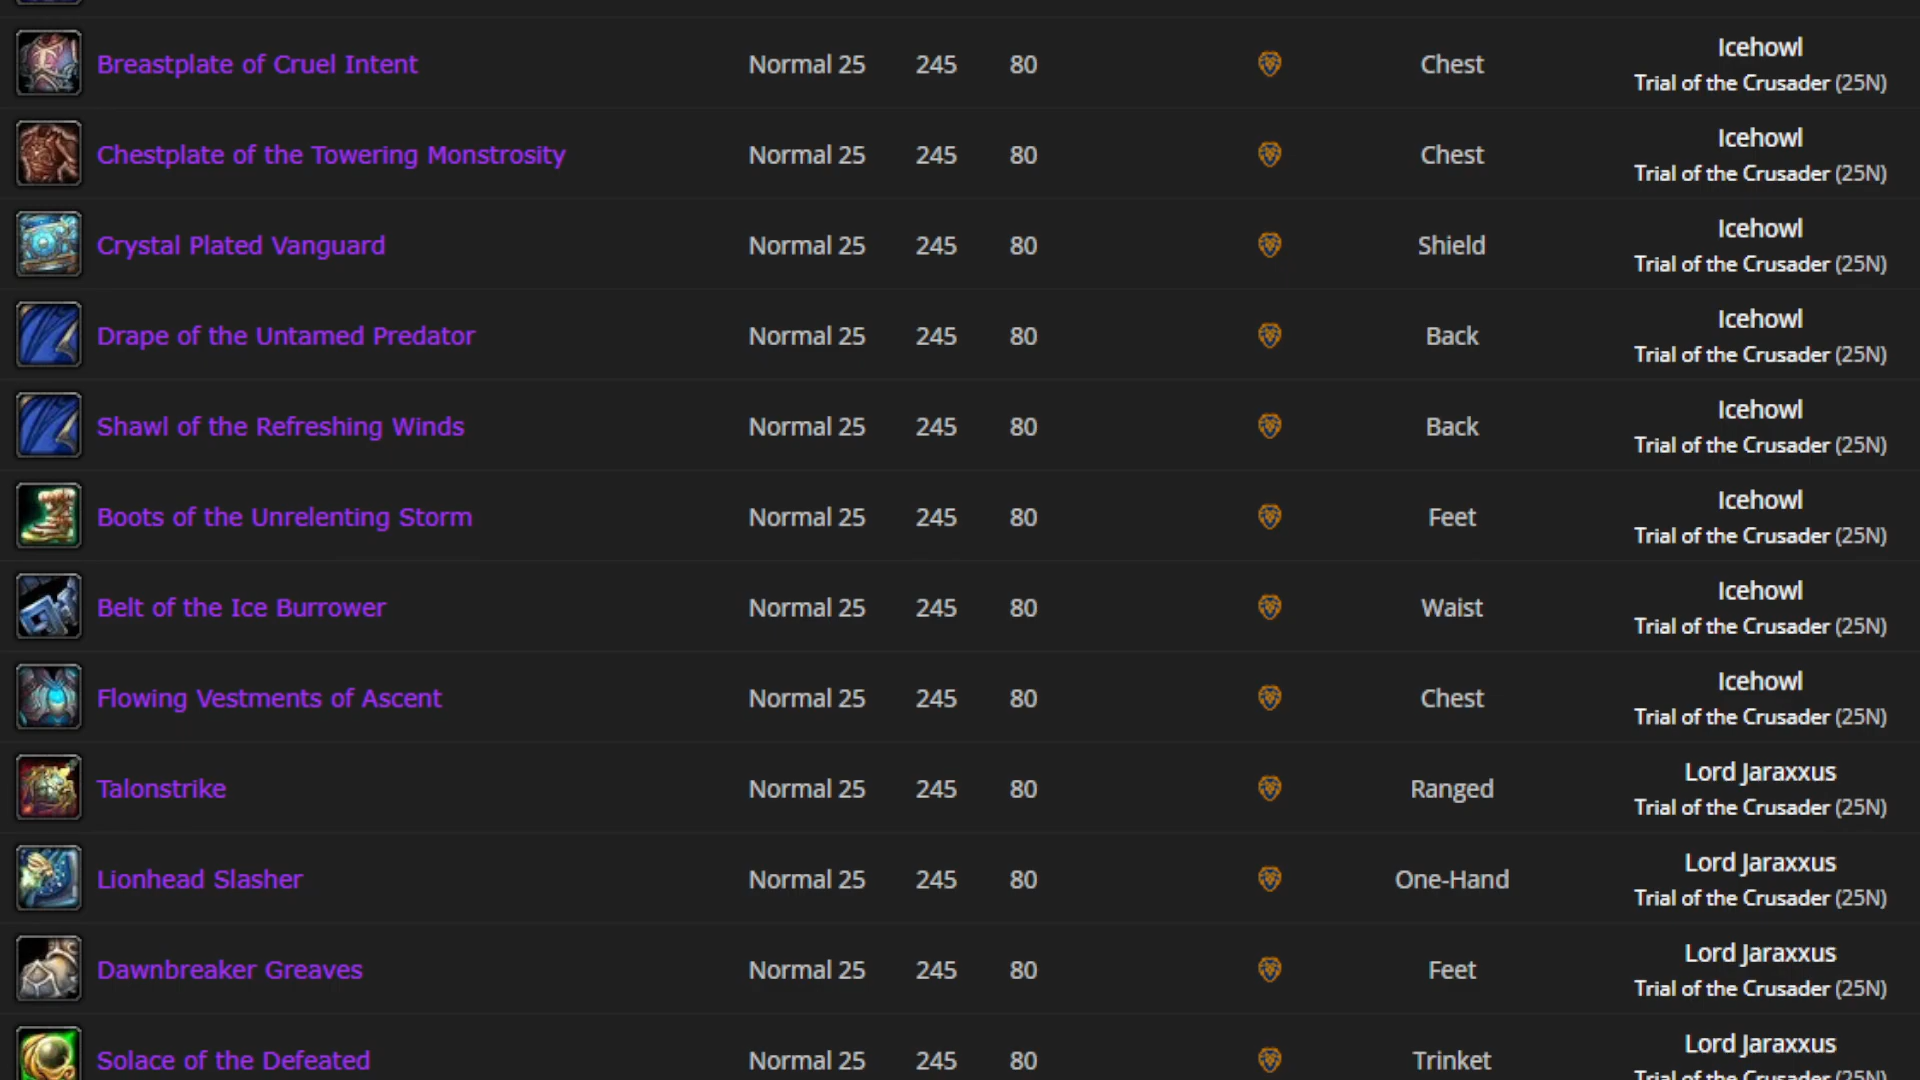 Breastplate of Cruel Intent Normal 25 245 80 Chest Icehowl
Trial of the Crusader (25N)
Chestplate of the Towering Monstrosity Normal 25 245 80 Chest Icehowl
Trial of the Crusader (25N)
Crystal Plated Vanguard Normal 25 245 80 Shield Icehowl
Trial of the Crusader (25N)
Drape of the Untamed Predator Normal 25 245 80 Back Icehowl
Trial of the Crusader (25N)
Shawl of the Refreshing Winds Normal 25 245 80 Back Icehowl
Trial of the Crusader (25N)
Boots of the Unrelenting Storm Normal 25 245 80 Feet Icehowl
Trial of the Crusader (25N)
Belt of the Ice Burrower Normal 25 245 80 Waist Icehowl
Trial of the Crusader (25N)
Flowing Vestments of Ascent Normal 25 245 80 Chest Icehowl
Trial of the Crusader (25N)
Talonstrike Normal 25 245 80 Ranged Lord Jaraxxus
Trial of the Crusader (25N)
Lionhead Slasher Normal 25 245 80 One-Hand Lord Jaraxxus
Trial of the Crusader (25N)
Dawnbreaker Greaves Normal 25 245 80 Feet Lord Jaraxxus
Trial of the Crusader (25N)
Solace of the Defeated Normal 25 245 80 Trinket Lord Jaraxxus
Trial of the Crusader (25N)